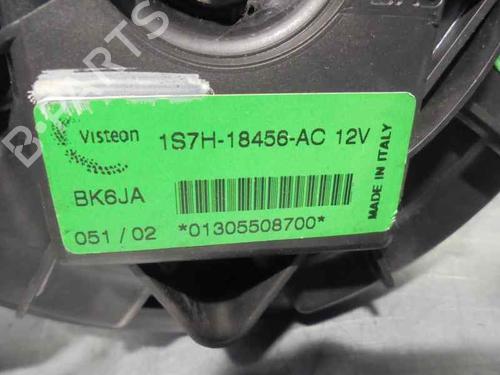 Visteon
1S7H-18456-AC 12V
BK6JA
051 / 02
*01305508700*
MADE IN ITALY
B-PARTS